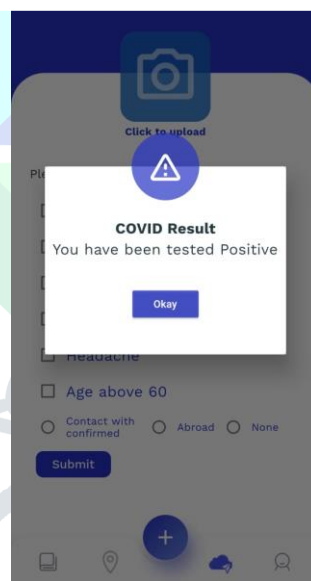 Click to upload
COVID Result
You have been tested Positive
Okay
Headache
Age above 60
Contact with
confirmed
Abroad
None
Submit